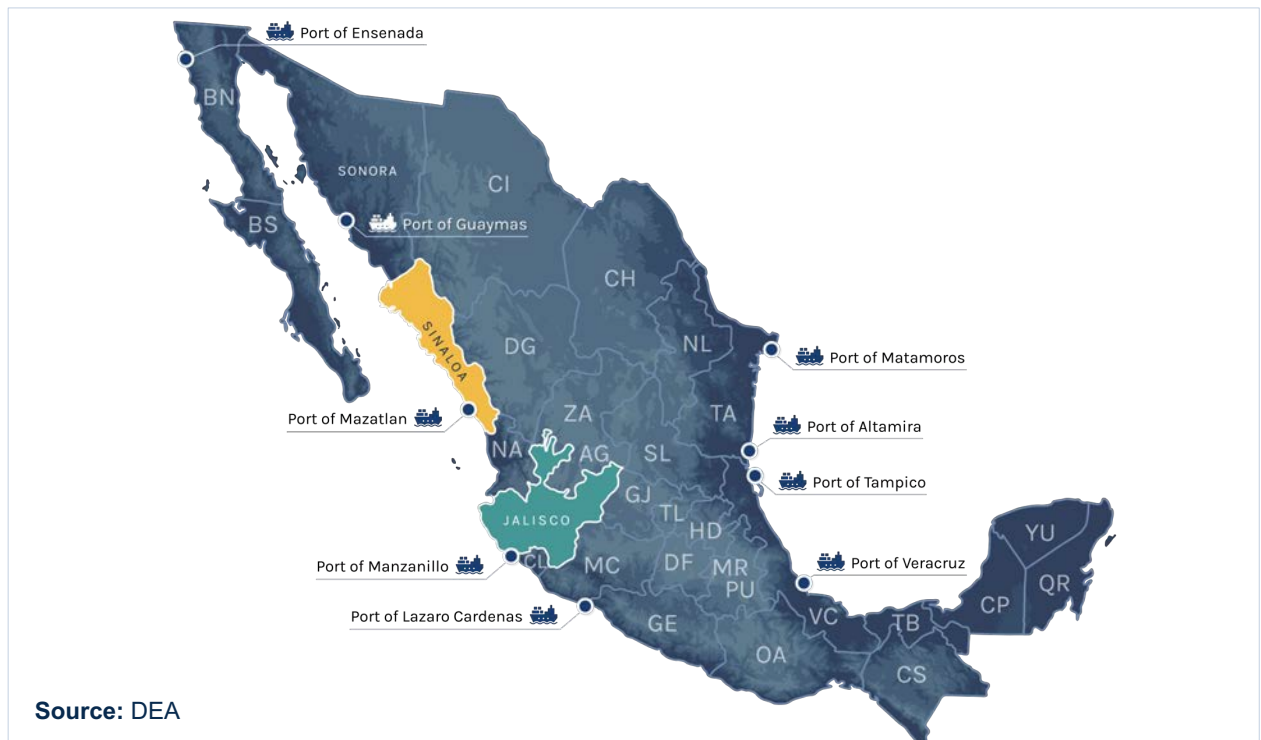 Port of Ensenada
BN
SONORA
CI
BS
Port of Guaymas
CH
SINALOA
DG
NL
Port of Matamoros
Port of Mazatlan
ZA
TA
Port of Altamira
NA
AG
SL
Port of Tampico
GJ
JALISCO
TL
HD
YU
Port of Manzanillo
CL
MC
DF
MR
Port of Veracruz
PU
QR
CP
Port of Lazaro Cardenas
GE
VC
TB
OA
CS
Source: DEA